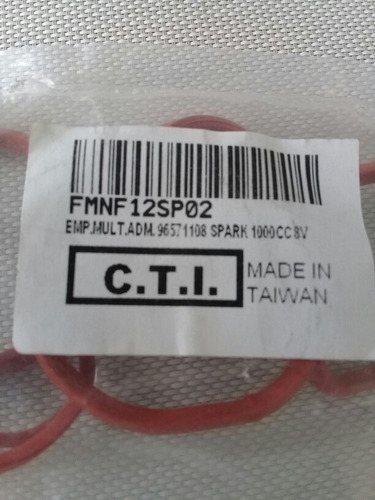 FMNF12SP02
EMP.MULT.ADM. 96571108 SPARK 1000CC 8V
C.T.I.
MADE IN
TAIWAN